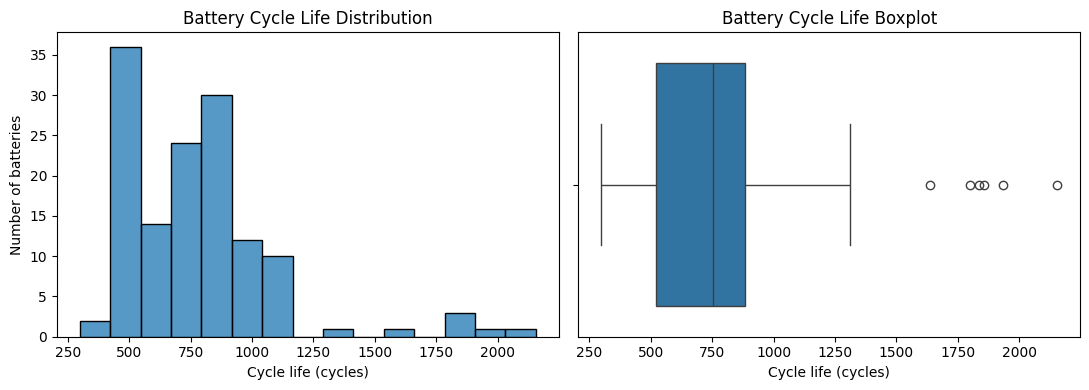 Battery Cycle Life Distribution
Number of batteries
35
30
25
20
15
10
5
0
250 500 750 1000 1250 1500 1750 2000
Cycle life (cycles)
Battery Cycle Life Boxplot
250 500 750 1000 1250 1500 1750 2000
Cycle life (cycles)